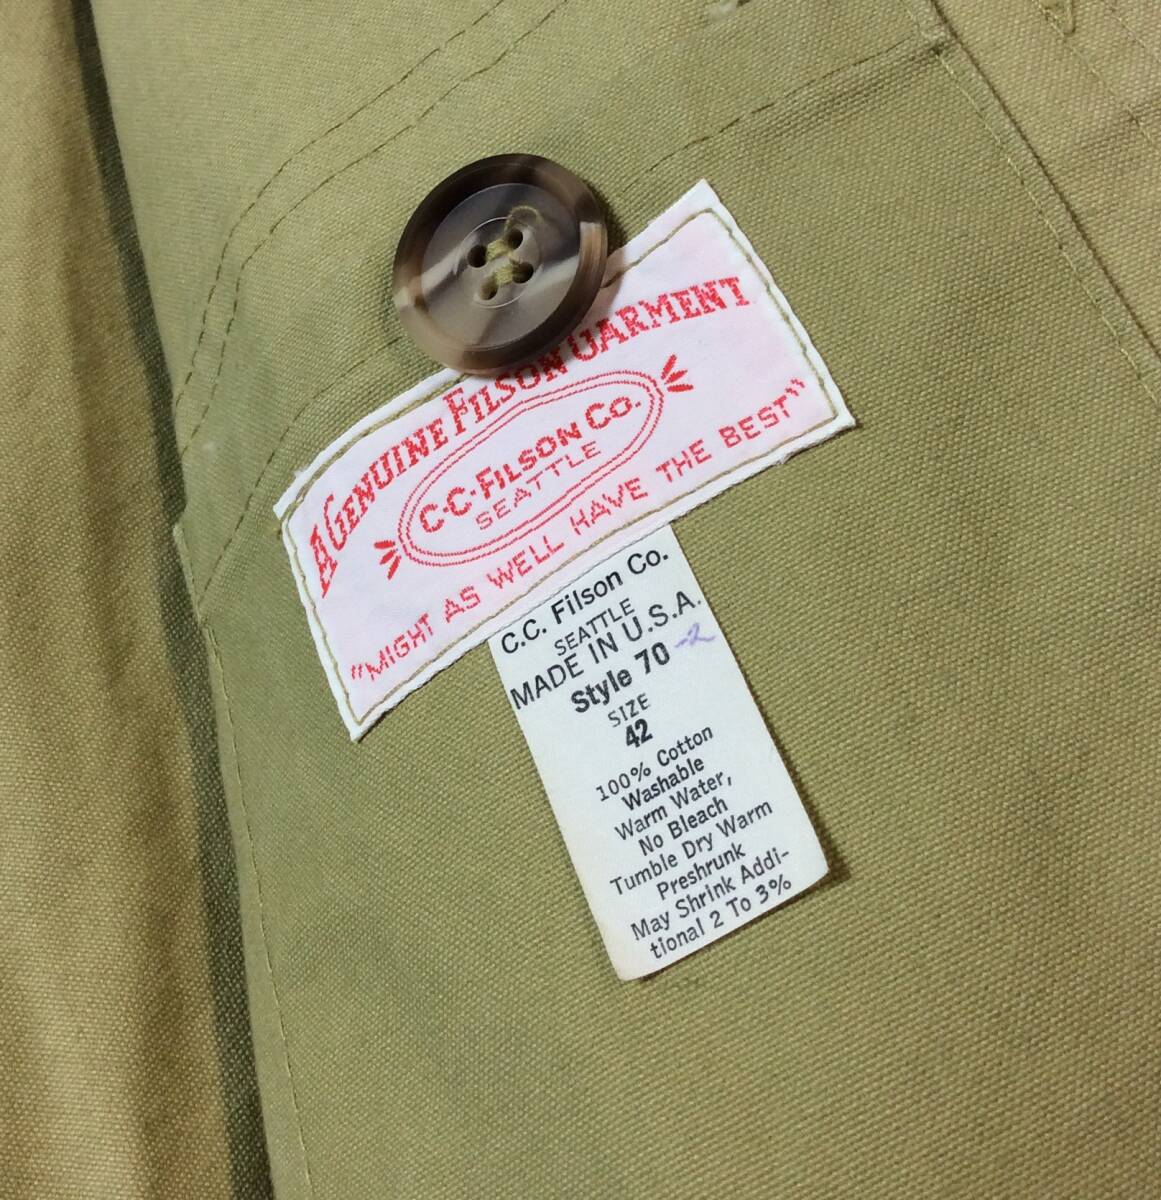 A GENUINE FILSON GARMENT
C·C·FILSON CO.
SEATTLE
"MIGHT AS WELL HAVE THE BEST"
C.C. Filson Co.
SEATTLE
MADE IN U.S.A.
Style 70 -2
SIZE
42
100% Cotton
Washable
Warm Water,
No Bleach
Tumble Dry Warm
Preshrunk
May Shrink Addi-
tional 2 To 3%